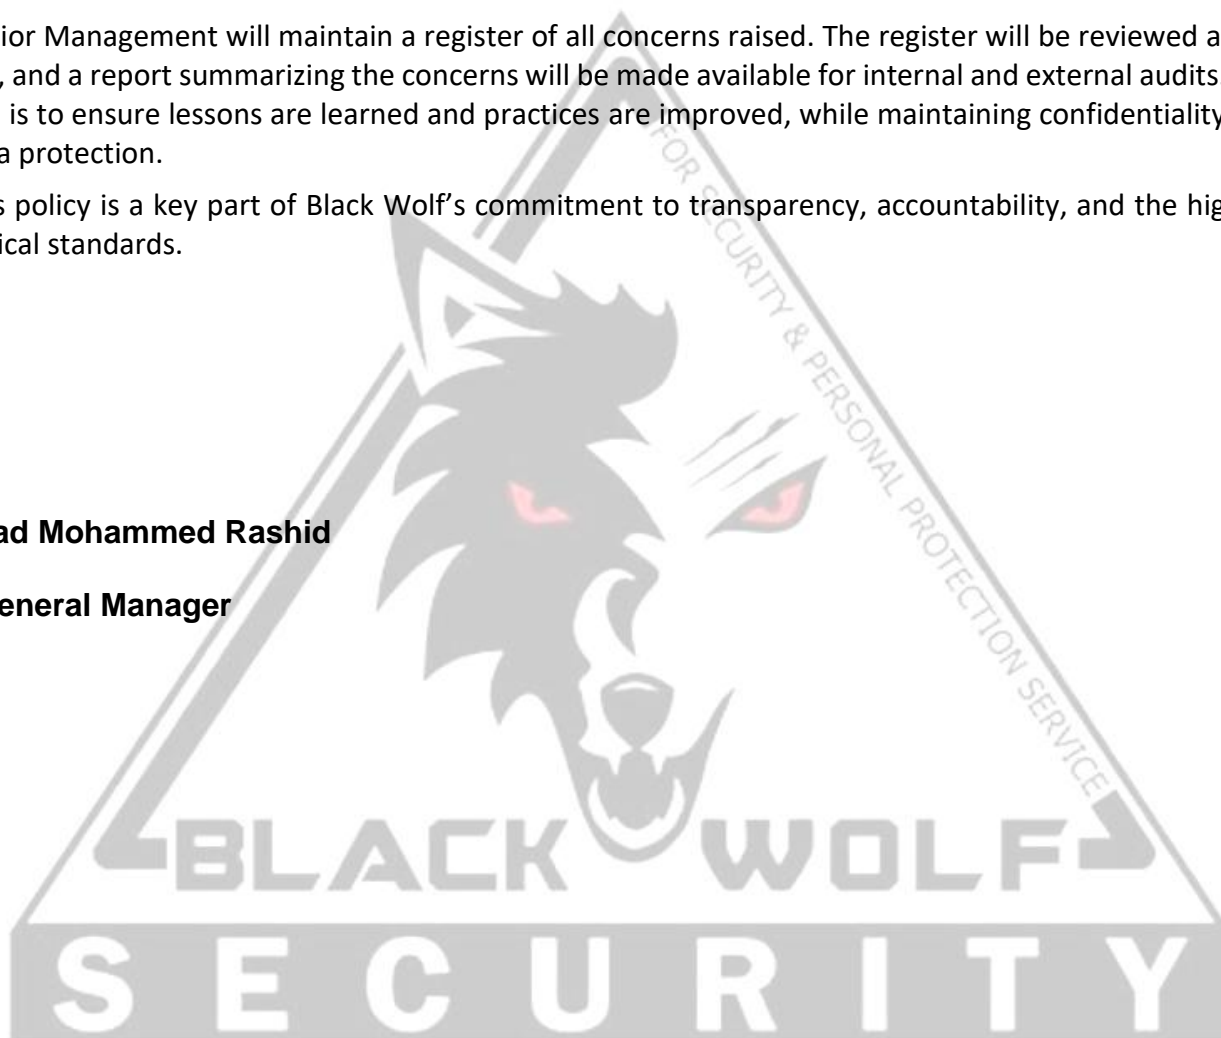 ior Management will maintain a register of all concerns raised. The register will be reviewed a
, and a report summarizing the concerns will be made available for internal and external audits.
is to ensure lessons are learned and practices are improved, while maintaining confidentiality
a protection.
s policy is a key part of Black Wolf’s commitment to transparency, accountability, and the hig
ical standards.
ad Mohammed Rashid
eneral Manager
FOR SECURITY & PERSONAL PROTECTION SERVICE
BLACK WOLF
SECURITY